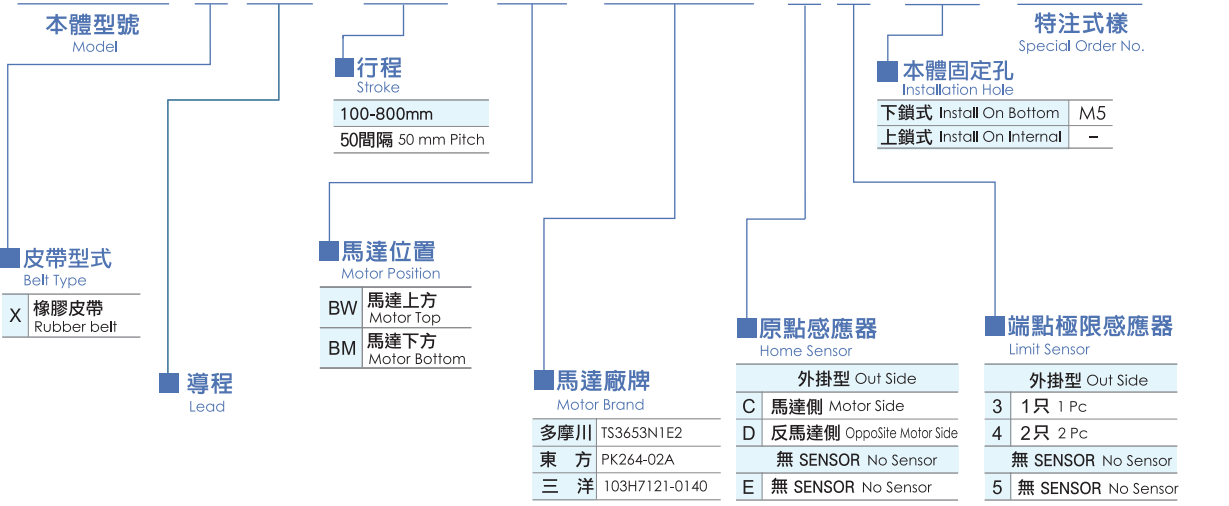 本體型號
Model
特注式樣
Special Order No.
行程
Stroke
100-800mm
50間隔 50 mm Pitch
本體固定孔
Installation Hole
下鎖式 Install On Bottom M5
上鎖式 Install On Internal –
皮帶型式
Belt Type
X 橡膠皮帶
Rubber belt
導程
Lead
馬達位置
Motor Position
BW 馬達上方
Motor Top
BM 馬達下方
Motor Bottom
馬達廠牌
Motor Brand
多摩川 TS3653N1E2
東方 PK264-02A
三洋 103H7121-0140
原點感應器
Home Sensor
外掛型 Out Side
C 馬達側 Motor Side
D 反馬達側 OppoSite Motor Side
無 SENSOR No Sensor
E 無 SENSOR No Sensor
端點極限感應器
Limit Sensor
外掛型 Out Side
3 1只 1 Pc
4 2只 2 Pc
無 SENSOR No Sensor
5 無 SENSOR No Sensor